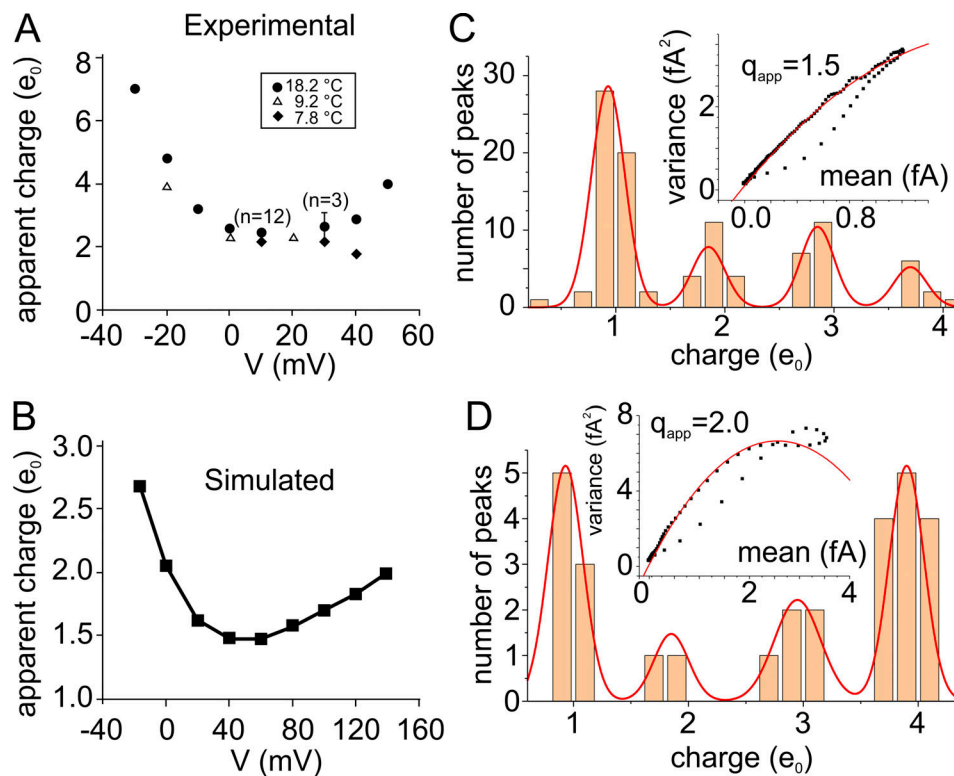 A
Experimental
apparent charge (e₀)
8
6
4
2
0
18.2 °C
9.2 °C
7.8 °C
(n=12)
(n=3)
-40 -20 0 20 40 60
V (mV)
B
Simulated
apparent charge (e₀)
3.0
2.5
2.0
1.5
1.0
-40 0 40 80 120 160
V (mV)
C
number of peaks
30
20
10
0
1 2 3 4
charge (e₀)
qapp=1.5
variance (fA²)
2
0
mean (fA)
0.0 0.8
D
number of peaks
5
4
3
2
1
0
1 2 3 4
charge (e₀)
qapp=2.0
variance (fA²)
8
4
0
mean (fA)
0 2 4